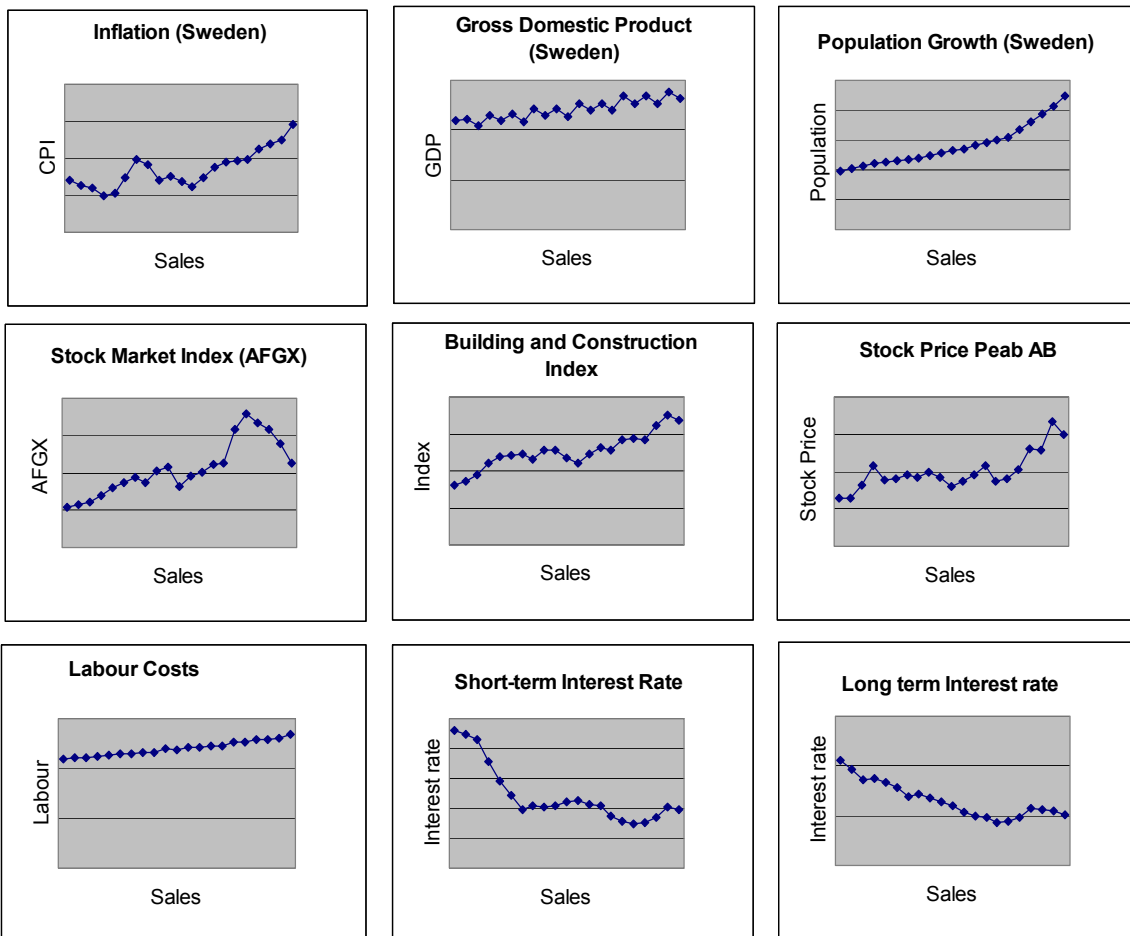 Inflation (Sweden)
CPI
Sales
Gross Domestic Product
(Sweden)
GDP
Sales
Population Growth (Sweden)
Population
Sales
Stock Market Index (AFGX)
AFGX
Sales
Building and Construction
Index
Index
Sales
Stock Price Peab AB
Stock Price
Sales
Labour Costs
Labour
Sales
Short-term Interest Rate
Interest rate
Sales
Long term Interest rate
Interest rate
Sales